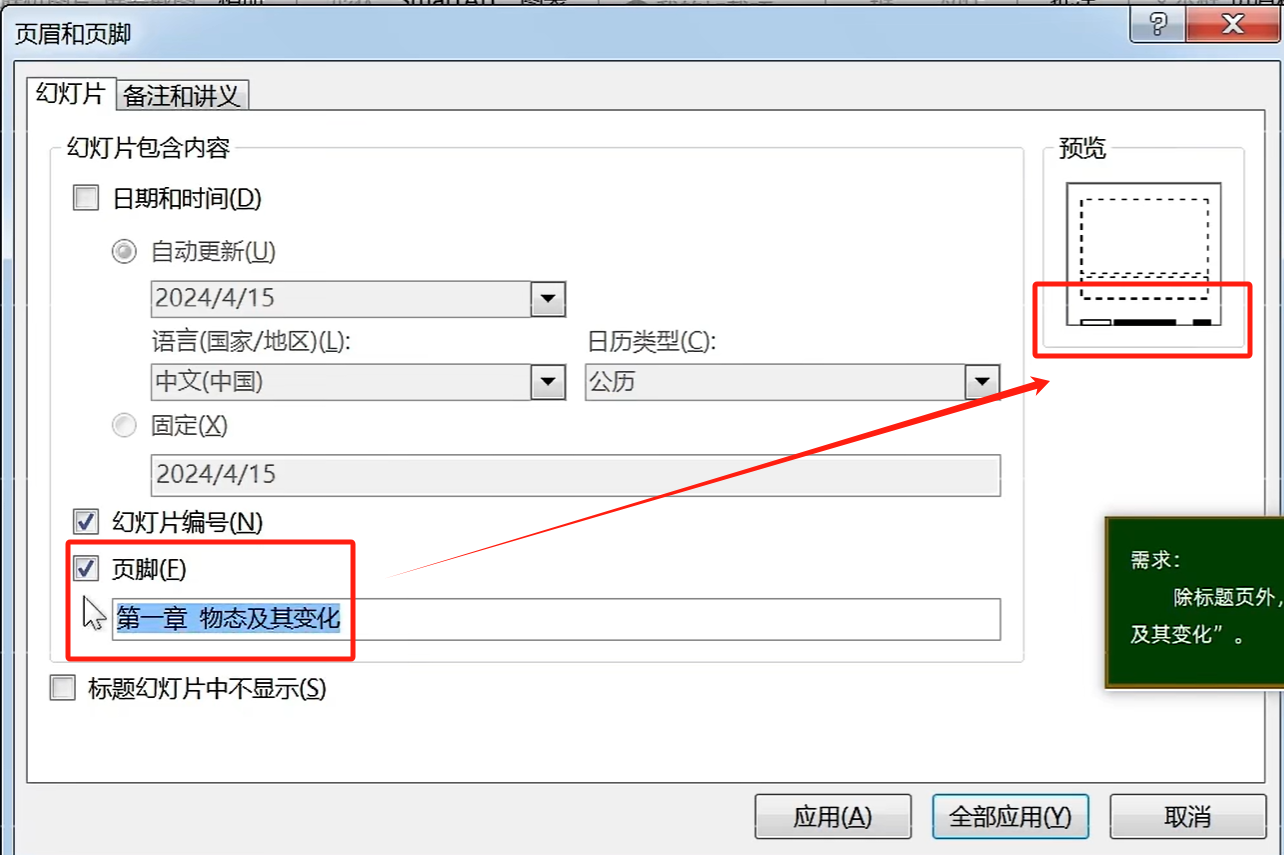 页眉和页脚
幻灯片
备注和讲义
幻灯片包含内容
预览
日期和时间(D)
自动更新(U)
2024/4/15
语言(国家/地区)(L):
日历类型(C):
中文(中国)
公历
固定(X)
2024/4/15
幻灯片编号(N)
页脚(F)
第一章 物态及其变化
需求:
除标题页外,
及其变化”。
标题幻灯片中不显示(S)
应用(A)
全部应用(Y)
取消